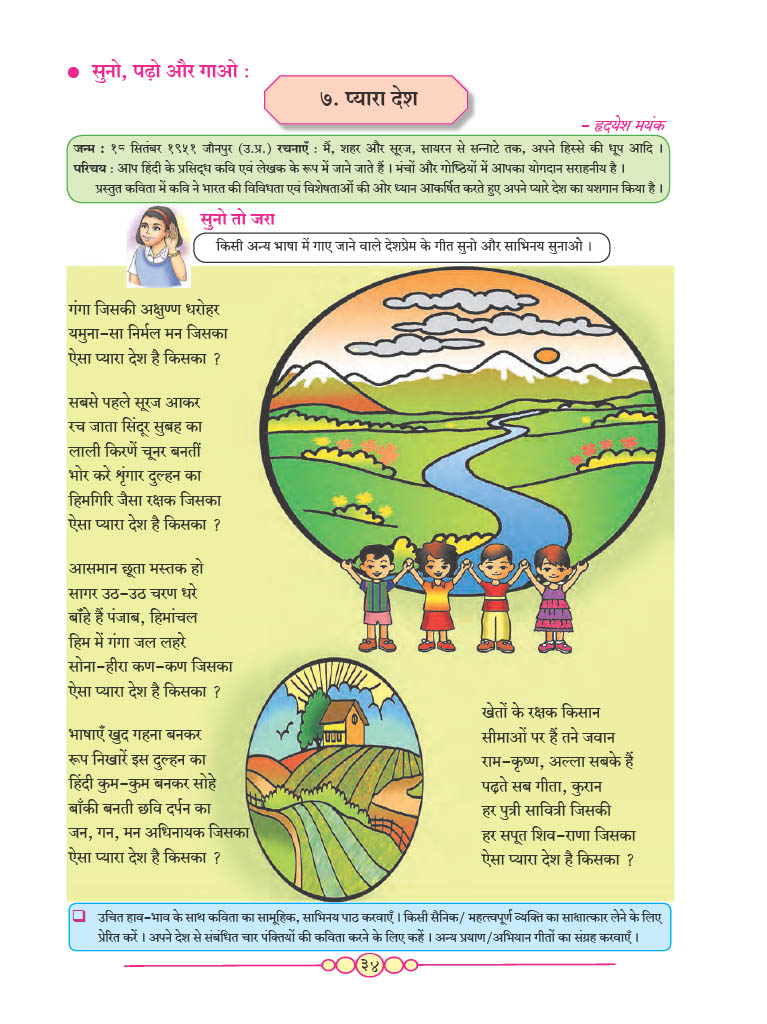 ● सुनो, पढ़ो और गाओ :
७. प्यारा देश
– हृदयेश मयंक
जन्म : १८ सितंबर १९५१ जौनपुर (उ.प्र.) रचनाएँ : मैं, शहर और सूरज, सायरन से सन्नाटे तक, अपने हिस्से की धूप आदि ।
परिचय : आप हिंदी के प्रसिद्ध कवि एवं लेखक के रूप में जाने जाते हैं । मंचों और गोष्ठियों में आपका योगदान सराहनीय है ।
प्रस्तुत कविता में कवि ने भारत की विविधता एवं विशेषताओं की ओर ध्यान आकर्षित करते हुए अपने प्यारे देश का यशगान किया है ।
सुनो तो जरा
किसी अन्य भाषा में गाए जाने वाले देशप्रेम के गीत सुनो और साभिनय सुनाओ ।
गंगा जिसकी अक्षुण्ण धरोहर
यमुना-सा निर्मल मन जिसका
ऐसा प्यारा देश है किसका ?
सबसे पहले सूरज आकर
रच जाता सिंदूर सुबह का
लाली किरणें चूनर बनतीं
भोर करे शृंगार दुल्हन का
हिमगिरि जैसा रक्षक जिसका
ऐसा प्यारा देश है किसका ?
आसमान छूता मस्तक हो
सागर उठ-उठ चरण धरे
बाँहे हैं पंजाब, हिमांचल
हिम में गंगा जल लहरे
सोना-हीरा कण-कण जिसका
ऐसा प्यारा देश है किसका ?
भाषाएँ खुद गहना बनकर
रूप निखारें इस दुल्हन का
हिंदी कुम-कुम बनकर सोहे
बाँकी बनती छवि दर्पन का
जन, गन, मन अधिनायक जिसका
ऐसा प्यारा देश है किसका ?
खेतों के रक्षक किसान
सीमाओं पर हैं तने जवान
राम-कृष्ण, अल्ला सबके हैं
पढ़ते सब गीता, कुरान
हर पुत्री सावित्री जिसकी
हर सपूत शिव-राणा जिसका
ऐसा प्यारा देश है किसका ?
❑ उचित हाव-भाव के साथ कविता का सामूहिक, साभिनय पाठ करवाएँ । किसी सैनिक/ महत्त्वपूर्ण व्यक्ति का साक्षात्कार लेने के लिए
प्रेरित करें । अपने देश से संबंधित चार पंक्तियों की कविता करने के लिए कहें । अन्य प्रयाण/अभियान गीतों का संग्रह करवाएँ ।
३४